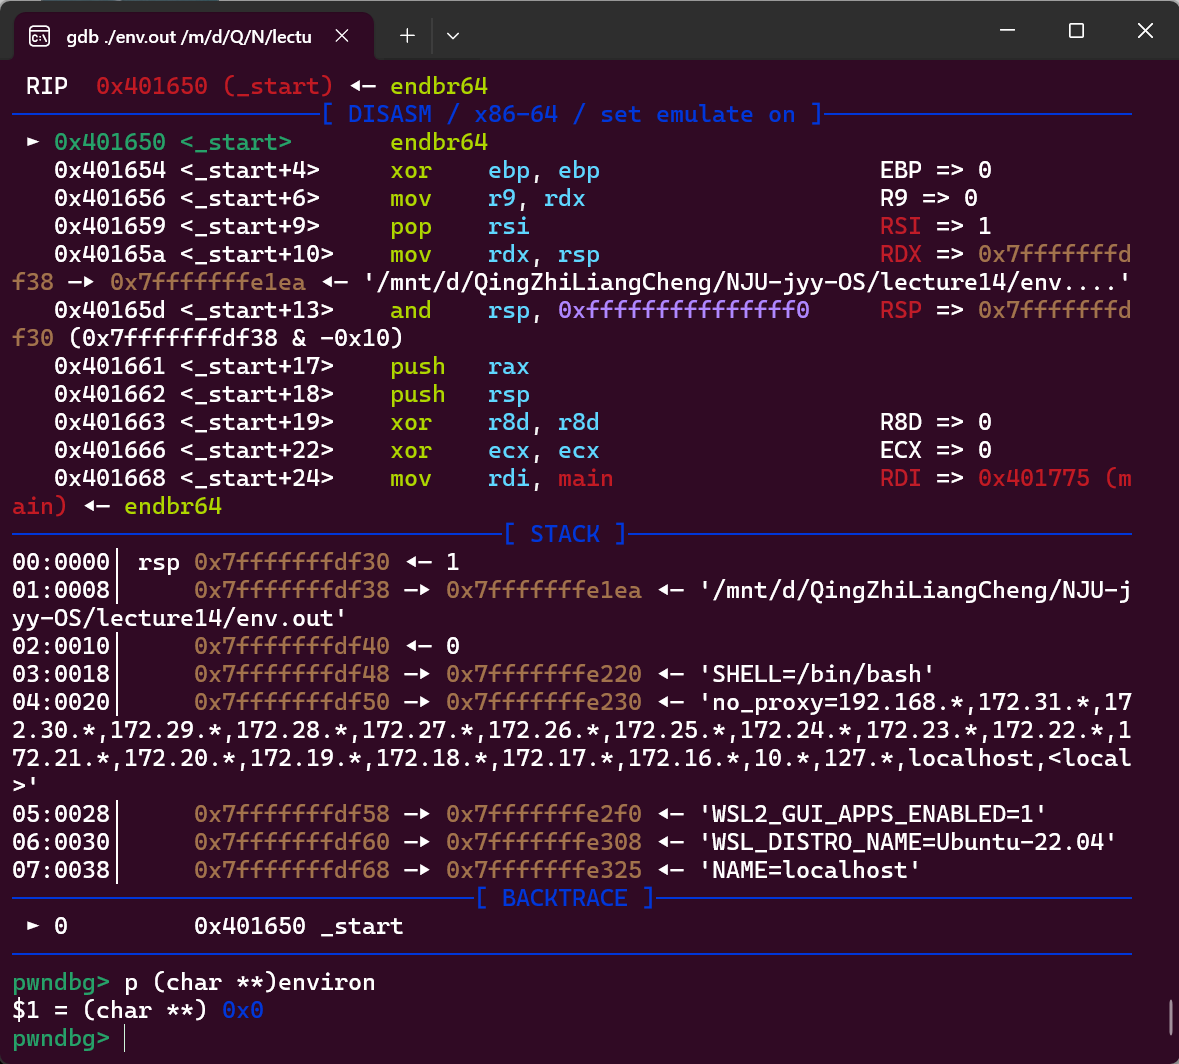 gdb ./env.out /m/d/Q/N/lectu
RIP  0x401650 (_start) ◂— endbr64
[ DISASM / x86-64 / set emulate on ]
► 0x401650 <_start>       endbr64
0x401654 <_start+4>     xor    ebp, ebp                    EBP => 0
0x401656 <_start+6>     mov    r9, rdx                     R9 => 0
0x401659 <_start+9>     pop    rsi                         RSI => 1
0x40165a <_start+10>    mov    rdx, rsp                    RDX => 0x7fffffffd
f38 —▸ 0x7fffffffe1ea ◂— '/mnt/d/QingZhiLiangCheng/NJU-jyy-OS/lecture14/env....'
0x40165d <_start+13>    and    rsp, 0xfffffffffffffff0     RSP => 0x7fffffffd
f30 (0x7fffffffdf38 & -0x10)
0x401661 <_start+17>    push   rax
0x401662 <_start+18>    push   rsp
0x401663 <_start+19>    xor    r8d, r8d                    R8D => 0
0x401666 <_start+22>    xor    ecx, ecx                    ECX => 0
0x401668 <_start+24>    mov    rdi, main                   RDI => 0x401775 (m
ain) ◂— endbr64
[ STACK ]
00:0000│ rsp 0x7fffffffdf30 ◂— 1
01:0008│     0x7fffffffdf38 —▸ 0x7fffffffe1ea ◂— '/mnt/d/QingZhiLiangCheng/NJU-j
yy-OS/lecture14/env.out'
02:0010│     0x7fffffffdf40 ◂— 0
03:0018│     0x7fffffffdf48 —▸ 0x7fffffffe220 ◂— 'SHELL=/bin/bash'
04:0020│     0x7fffffffdf50 —▸ 0x7fffffffe230 ◂— 'no_proxy=192.168.*,172.31.*,17
2.30.*,172.29.*,172.28.*,172.27.*,172.26.*,172.25.*,172.24.*,172.23.*,172.22.*,1
72.21.*,172.20.*,172.19.*,172.18.*,172.17.*,172.16.*,10.*,127.*,localhost,<local
>'
05:0028│     0x7fffffffdf58 —▸ 0x7fffffffe2f0 ◂— 'WSL2_GUI_APPS_ENABLED=1'
06:0030│     0x7fffffffdf60 —▸ 0x7fffffffe308 ◂— 'WSL_DISTRO_NAME=Ubuntu-22.04'
07:0038│     0x7fffffffdf68 —▸ 0x7fffffffe325 ◂— 'NAME=localhost'
[ BACKTRACE ]
► 0         0x401650 _start
pwndbg> p (char **)environ
$1 = (char **) 0x0
pwndbg>